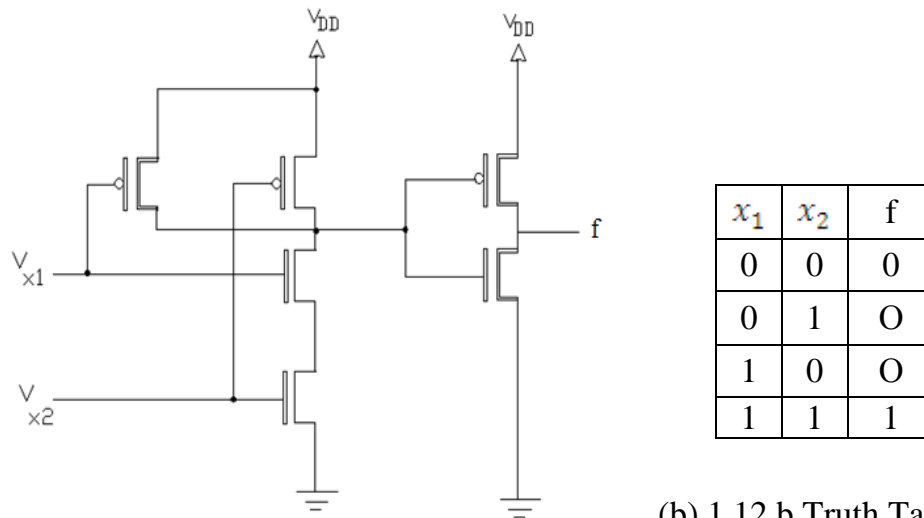 VDD
VDD
f
Vx1
Vx2
x1 x2 f
0 0 0
0 1 O
1 0 O
1 1 1
(b) 1.12 b Truth Ta